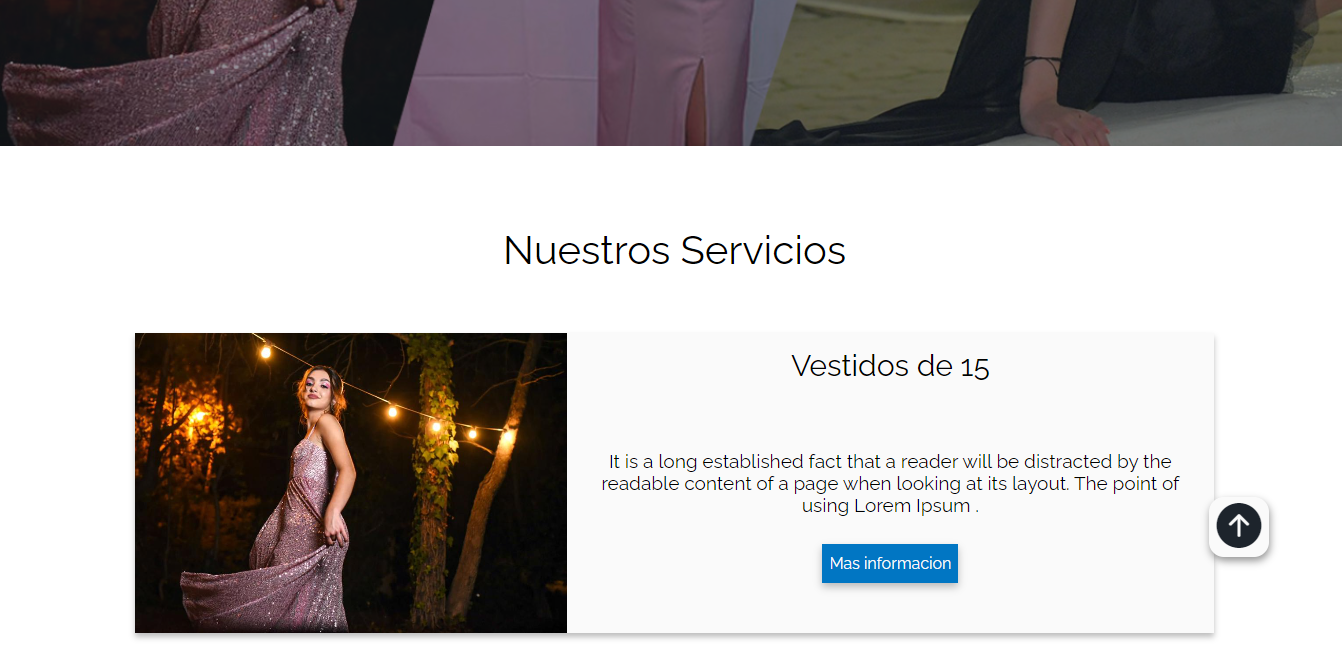 Nuestros Servicios
Vestidos de 15
It is a long established fact that a reader will be distracted by the
readable content of a page when looking at its layout. The point of
using Lorem Ipsum .
Mas informacion